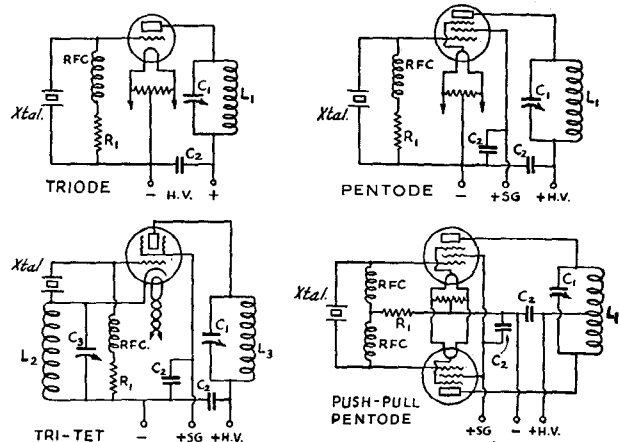 RFC
C1
L1
Xtal.
R1
C2
TRIODE
- H.V. +
RFC
C1
L1
Xtal.
R1
C2
C2
PENTODE
- +SG +H.V.
Xtal
C1
L2
C3
RFC.
L3
R1
C2
C2
TRI-TET
- +SG +H.V.
RFC
C1
Xtal.
C2
L1
R1
RFC
C2
PUSH-PULL
PENTODE
+SG - +H.V.